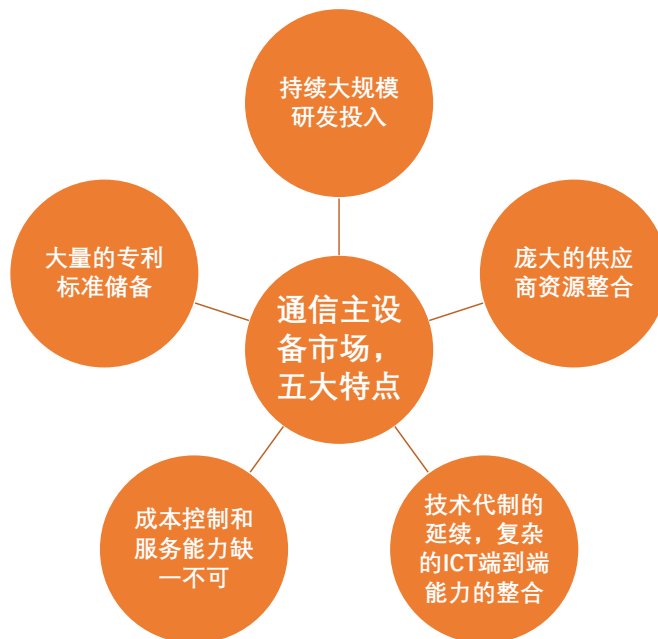 持续大规模
研发投入
大量的专利
标准储备
庞大的供应
商资源整合
通信主设
备市场，
五大特点
成本控制和
服务能力缺
一不可
技术代制的
延续，复杂
的ICT端到端
能力的整合